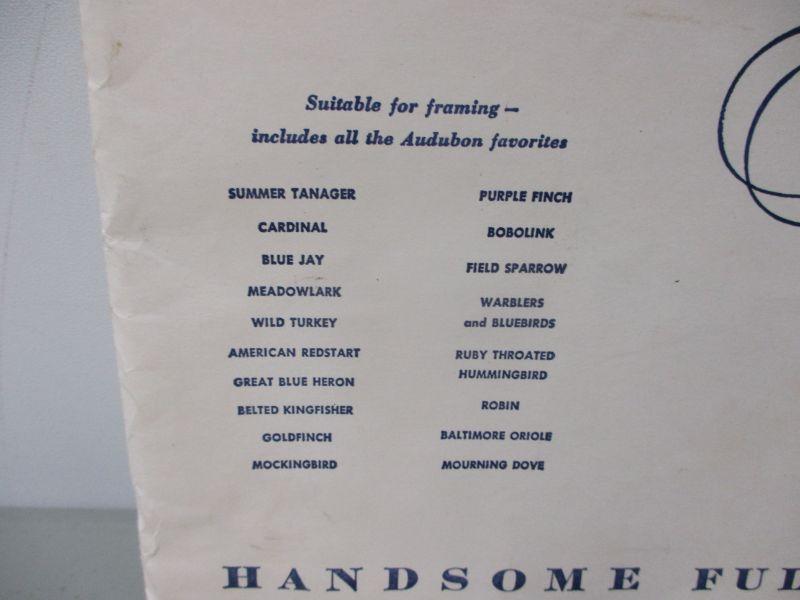 Suitable for framing —
includes all the Audubon favorites
SUMMER TANAGER
CARDINAL
BLUE JAY
MEADOWLARK
WILD TURKEY
AMERICAN REDSTART
GREAT BLUE HERON
BELTED KINGFISHER
GOLDFINCH
MOCKINGBIRD
PURPLE FINCH
BOBOLINK
FIELD SPARROW
WARBLERS
and BLUEBIRDS
RUBY THROATED
HUMMINGBIRD
ROBIN
BALTIMORE ORIOLE
MOURNING DOVE
HANDSOME FUL